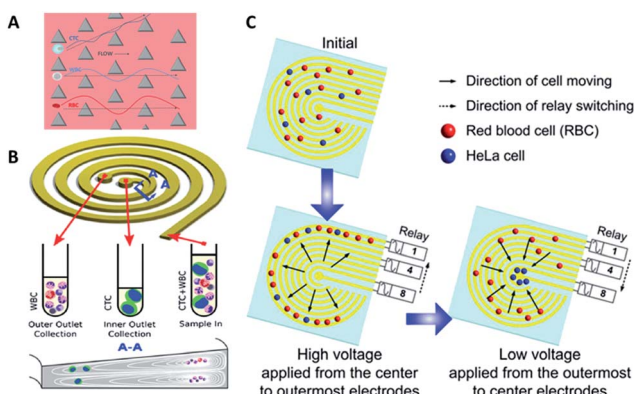 A
CTC
FLOW
RBC
B
A
A
WBC
Outer Outlet
Collection
CTC
Inner Outlet
Collection
CTC+WBC
Sample In
A-A
C
Initial
Direction of cell moving
Direction of relay switching
Red blood cell (RBC)
HeLa cell
Relay
1
4
8
High voltage
applied from the center
to outermost electrodes
Relay
1
4
8
Low voltage
applied from the outermost
to center electrodes